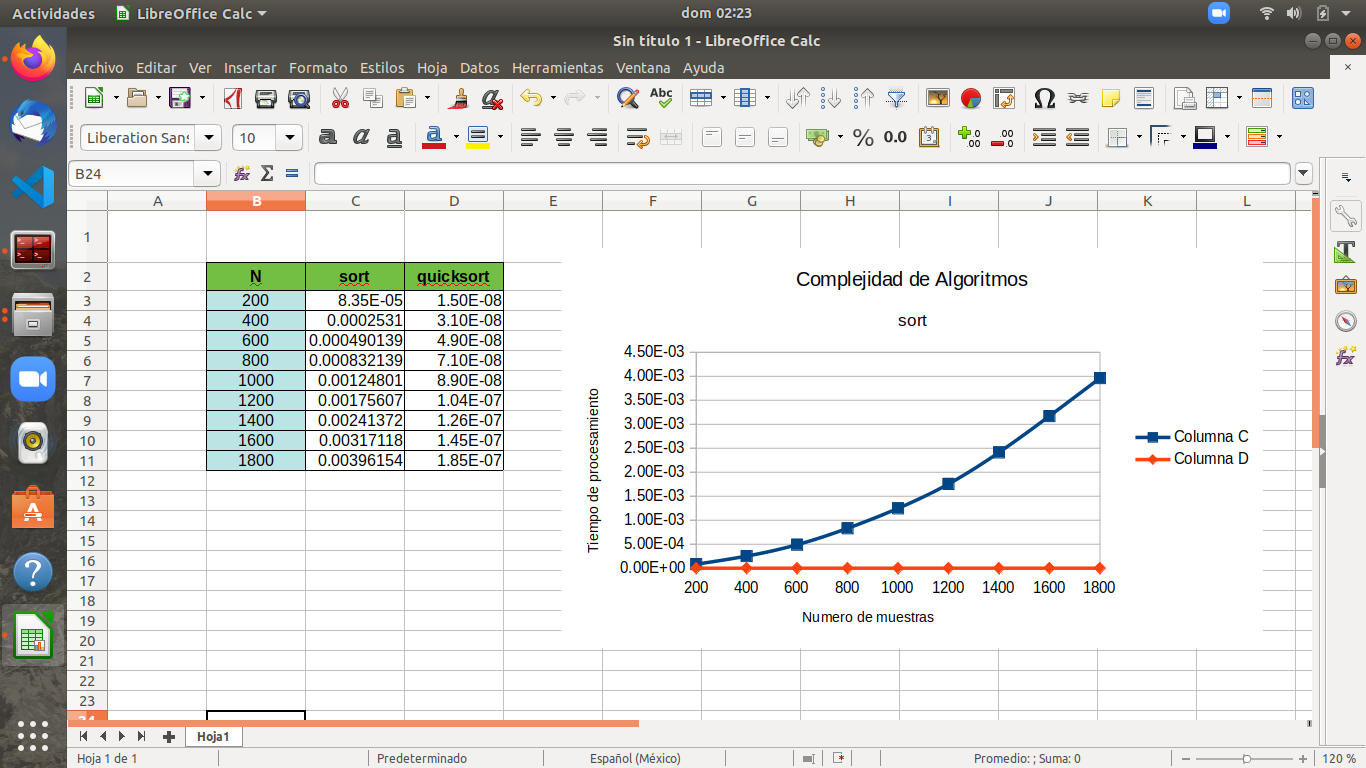 Actividades LibreOffice Calc dom 02:23
Sin título 1 - LibreOffice Calc
Archivo Editar Ver Insertar Formato Estilos Hoja Datos Herramientas Ventana Ayuda
Abc
Liberation Sans 10 a a a a % 0.0
B24
A B C D E F G H I J K L
1
2 N sort quicksort
3 200 8.35E-05 1.50E-08
4 400 0.0002531 3.10E-08
5 600 0.000490139 4.90E-08
6 800 0.000832139 7.10E-08
7 1000 0.00124801 8.90E-08
8 1200 0.00175607 1.04E-07
9 1400 0.00241372 1.26E-07
10 1600 0.00317118 1.45E-07
11 1800 0.00396154 1.85E-07
12
13
14
15
16
17
18
19
20
21
22
23
24
Complejidad de Algoritmos
sort
Tiempo de procesamiento
4.50E-03
4.00E-03
3.50E-03
3.00E-03
2.50E-03
2.00E-03
1.50E-03
1.00E-03
5.00E-04
0.00E+00
200 400 600 800 1000 1200 1400 1600 1800
Numero de muestras
Columna C
Columna D
Hoja1
Hoja 1 de 1 Predeterminado Español (México) Promedio: ; Suma: 0 120 %